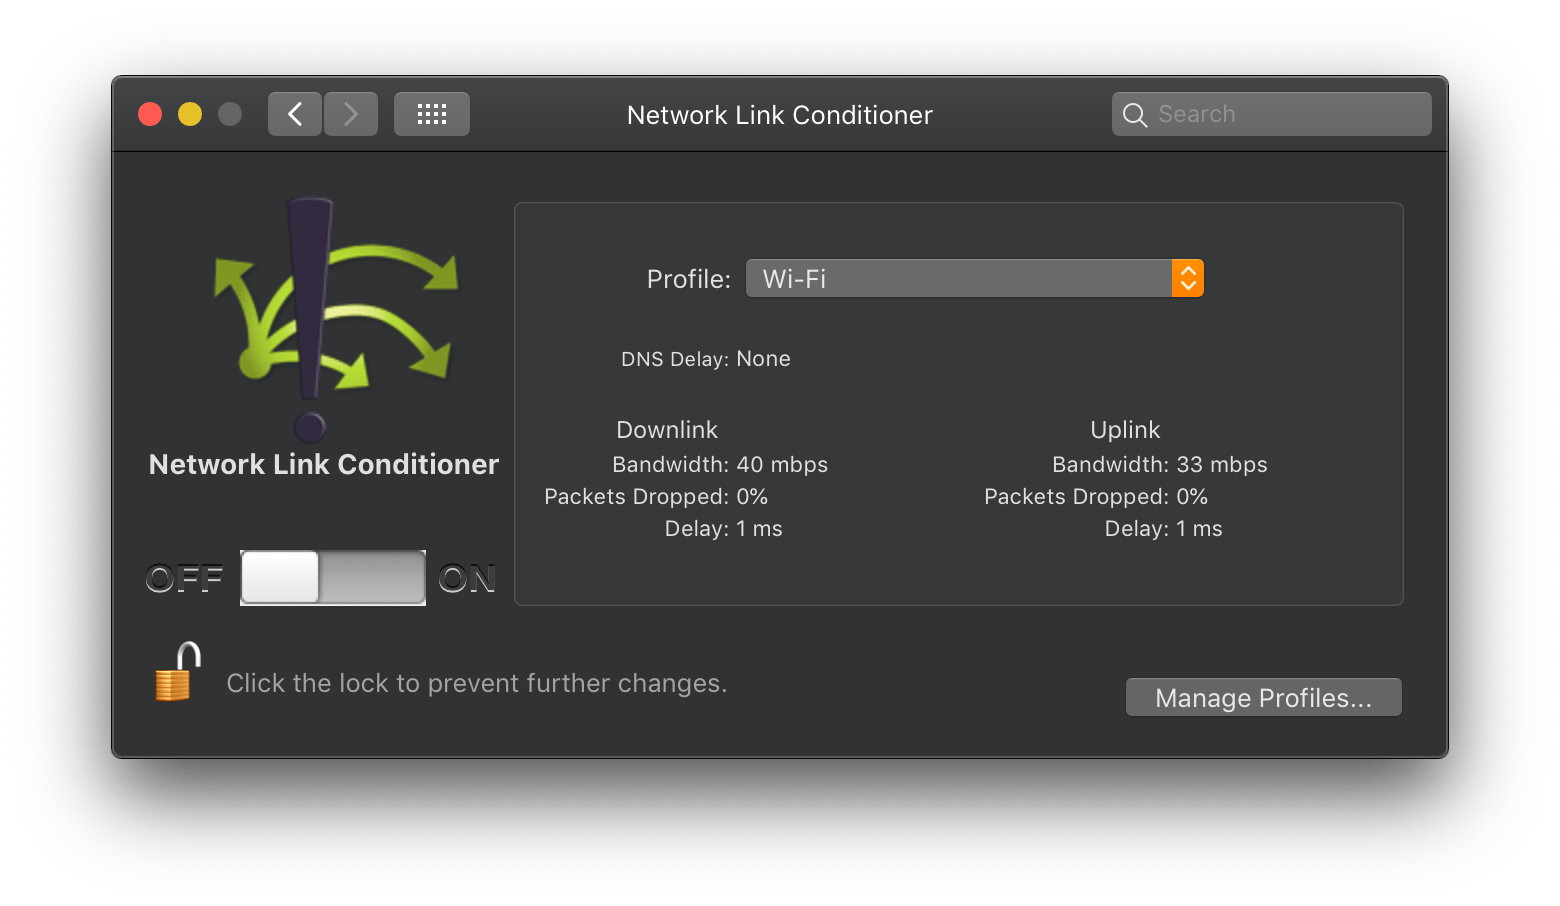 Network Link Conditioner
Search
Profile: Wi-Fi
DNS Delay: None
Downlink
Bandwidth: 40 mbps
Packets Dropped: 0%
Delay: 1 ms
Uplink
Bandwidth: 33 mbps
Packets Dropped: 0%
Delay: 1 ms
Network Link Conditioner
OFF ON
Click the lock to prevent further changes.
Manage Profiles...